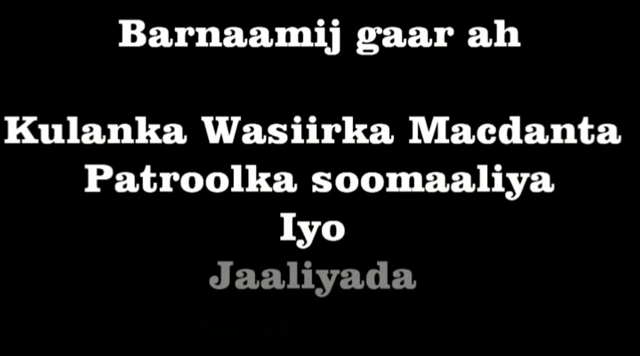 Barnaamij gaar ah
Kulanka Wasiirka Macdanta
Patroolka soomaaliya
Iyo
Jaaliyada